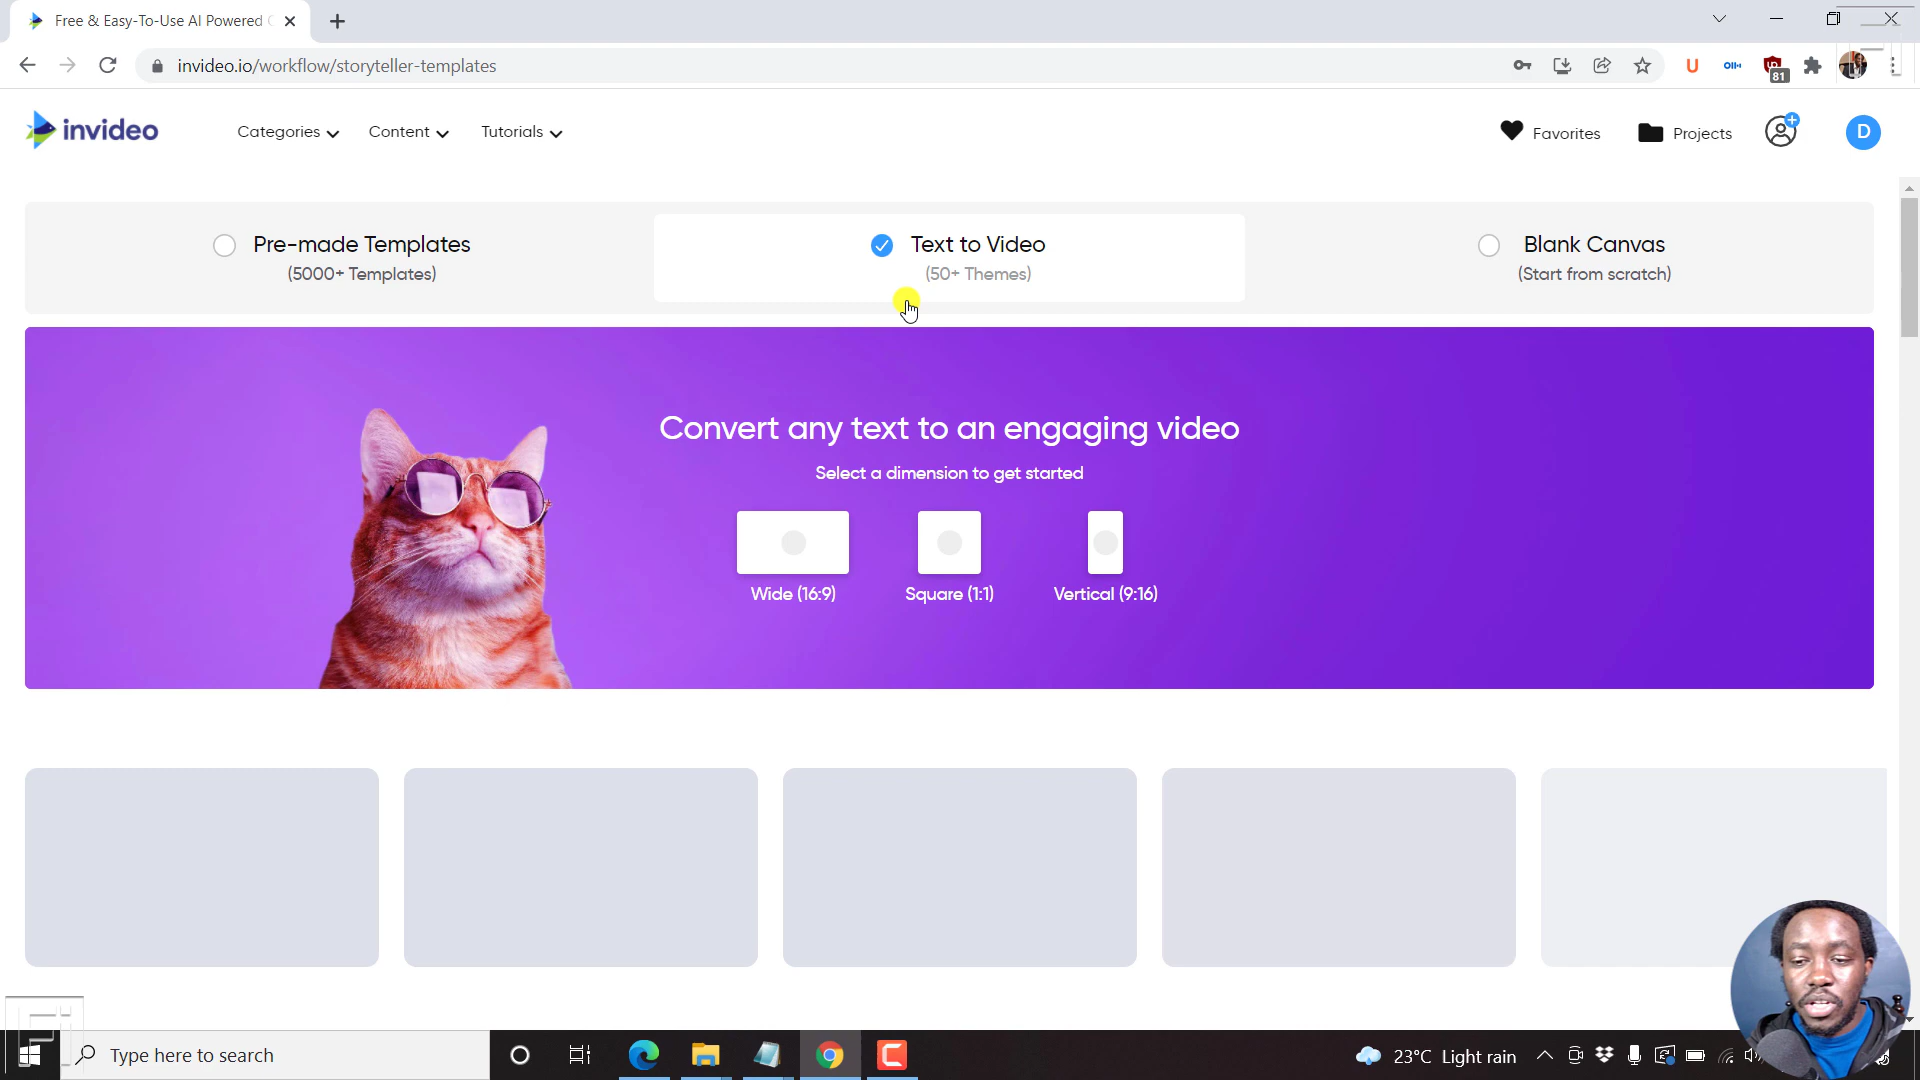 Free & Easy-To-Use AI Powered
invideo.io/workflow/storyteller-templates
81
invideo
Categories
Content
Tutorials
Favorites
Projects
D
Pre-made Templates
(5000+ Templates)
Text to Video
(50+ Themes)
Blank Canvas
(Start from scratch)
Convert any text to an engaging video
Select a dimension to get started
Wide (16:9)
Square (1:1)
Vertical (9:16)
Type here to search
23°C Light rain